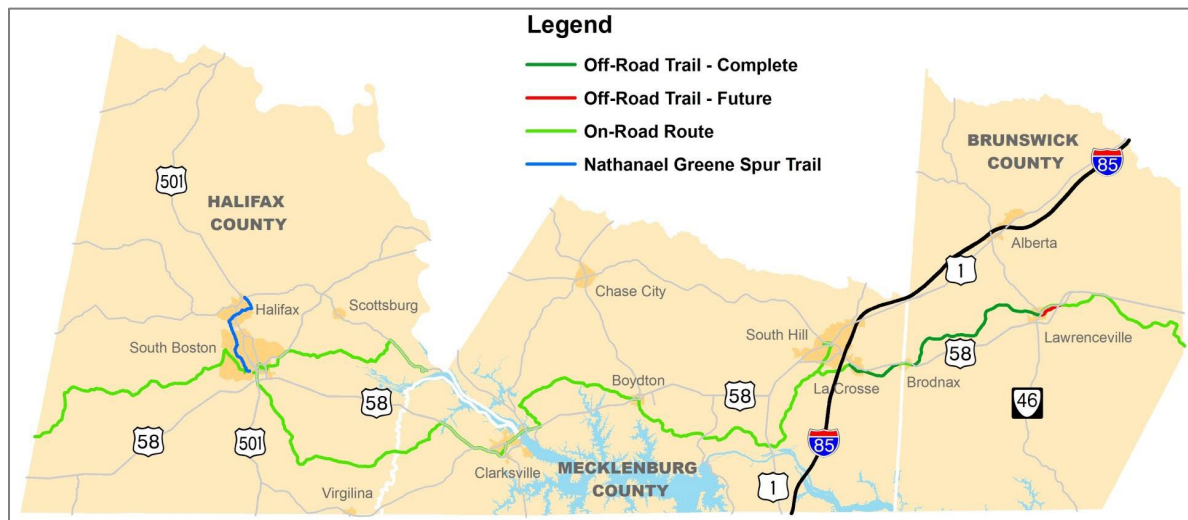 Legend
Off-Road Trail - Complete
Off-Road Trail - Future
On-Road Route
Nathanael Greene Spur Trail
BRUNSWICK
COUNTY
85
501
HALIFAX
COUNTY
Alberta
1
Chase City
Halifax
Scottsburg
South Hill
South Boston
Lawrenceville
58
La Crosse
Brodnax
Boydton
58
58
46
58
501
85
Clarksville
MECKLENBURG
COUNTY
Virgilina
1